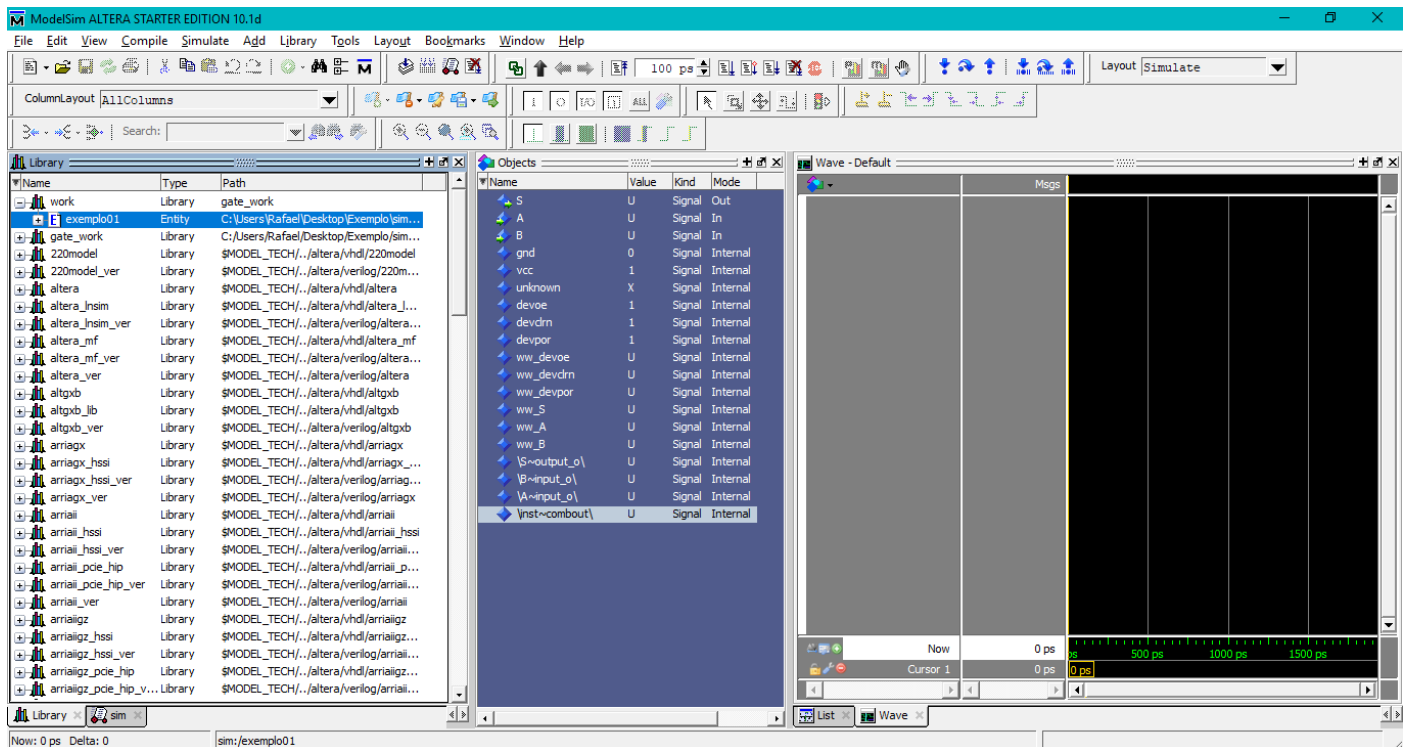 ModelSim ALTERA STARTER EDITION 10.1d
File Edit View Compile Simulate Add Library Tools Layout Bookmarks Window Help
100 ps
Layout Simulate
ColumnLayout AllColumns
I O I/O ALL
Search:
Library
Name Type Path
work Library gate_work
exemplo01 Entity C:\Users\Rafael\Desktop\Exemplo\sim...
gate_work Library C:/Users/Rafael/Desktop/Exemplo/sim...
220model Library $MODEL_TECH/../altera/vhdl/220model
220model_ver Library $MODEL_TECH/../altera/verilog/220m...
altera Library $MODEL_TECH/../altera/vhdl/altera
altera_lnsim Library $MODEL_TECH/../altera/vhdl/altera_l...
altera_lnsim_ver Library $MODEL_TECH/../altera/verilog/altera...
altera_mf Library $MODEL_TECH/../altera/vhdl/altera_mf
altera_mf_ver Library $MODEL_TECH/../altera/verilog/altera...
altera_ver Library $MODEL_TECH/../altera/verilog/altera
altgxb Library $MODEL_TECH/../altera/vhdl/altgxb
altgxb_lib Library $MODEL_TECH/../altera/vhdl/altgxb
altgxb_ver Library $MODEL_TECH/../altera/verilog/altgxb
arriagx Library $MODEL_TECH/../altera/vhdl/arriagx
arriagx_hssi Library $MODEL_TECH/../altera/vhdl/arriagx_...
arriagx_hssi_ver Library $MODEL_TECH/../altera/verilog/arriag...
arriagx_ver Library $MODEL_TECH/../altera/verilog/arriagx
arriaii Library $MODEL_TECH/../altera/vhdl/arriaii
arriaii_hssi Library $MODEL_TECH/../altera/vhdl/arriaii_hssi
arriaii_hssi_ver Library $MODEL_TECH/../altera/verilog/arriaii...
arriaii_pcie_hip Library $MODEL_TECH/../altera/vhdl/arriaii_p...
arriaii_pcie_hip_ver Library $MODEL_TECH/../altera/verilog/arriaii...
arriaii_ver Library $MODEL_TECH/../altera/verilog/arriaii
arriaiigz Library $MODEL_TECH/../altera/vhdl/arriaiigz
arriaiigz_hssi Library $MODEL_TECH/../altera/vhdl/arriaiigz...
arriaiigz_hssi_ver Library $MODEL_TECH/../altera/verilog/arriaii...
arriaiigz_pcie_hip Library $MODEL_TECH/../altera/vhdl/arriaiigz...
arriaiigz_pcie_hip_v... Library $MODEL_TECH/../altera/verilog/arriaii...
Library sim
Objects
Name Value Kind Mode
S U Signal Out
A U Signal In
B U Signal In
gnd 0 Signal Internal
vcc 1 Signal Internal
unknown X Signal Internal
devoe 1 Signal Internal
devclrn 1 Signal Internal
devpor 1 Signal Internal
ww_devoe U Signal Internal
ww_devclrn U Signal Internal
ww_devpor U Signal Internal
ww_S U Signal Internal
ww_A U Signal Internal
ww_B U Signal Internal
\S~output_o\ U Signal Internal
\B~input_o\ U Signal Internal
\A~input_o\ U Signal Internal
\inst~combout\ U Signal Internal
Wave - Default
Msgs
Now 0 ps
ps 500 ps 1000 ps 1500 ps
Cursor 1 0 ps 0 ps
List Wave
Now: 0 ps Delta: 0 sim:/exemplo01